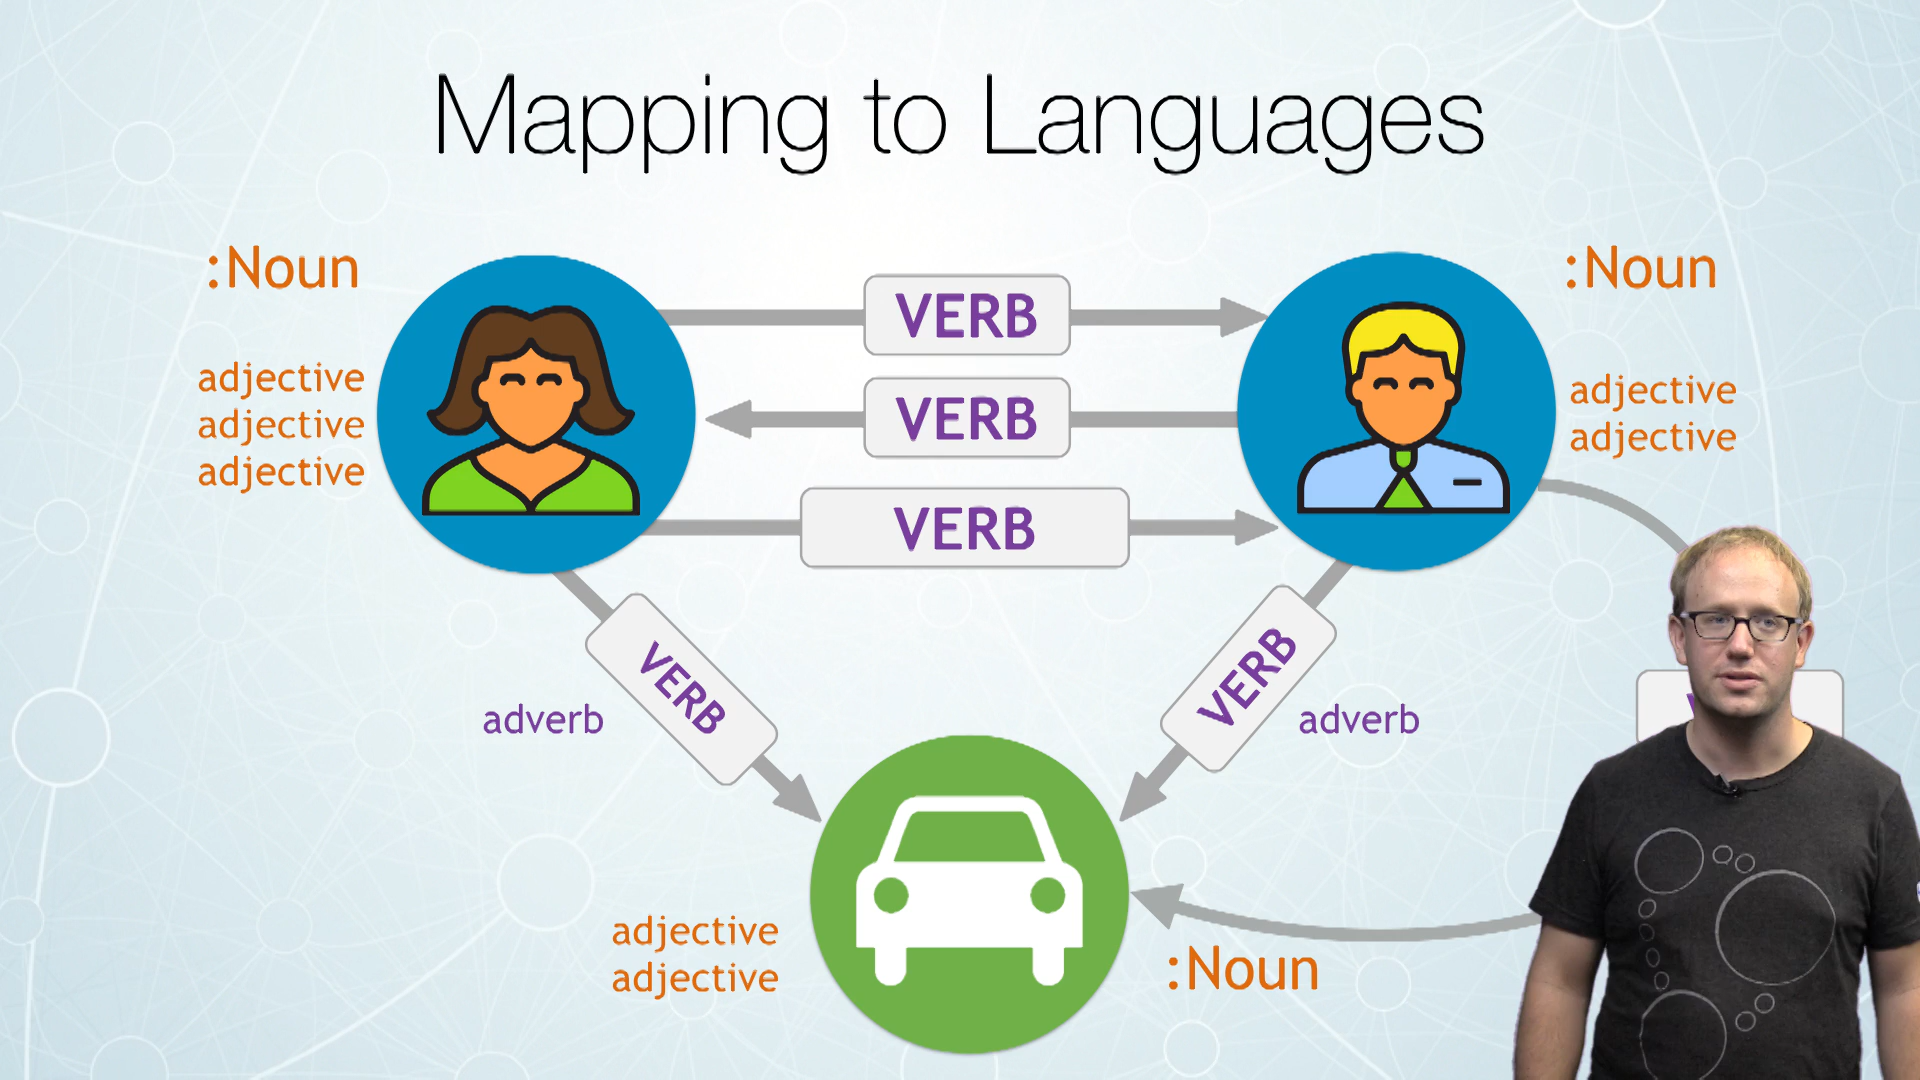 Mapping to Languages
:Noun
:Noun
VERB
adjective
adjective
adjective
VERB
adjective
adjective
VERB
VERB
VERB
adverb
adverb
adjective
adjective
:Noun